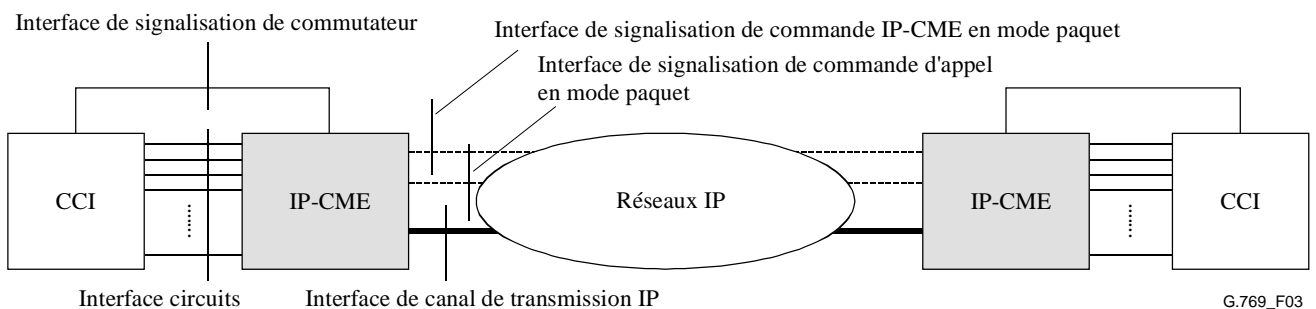 Interface de signalisation de commutateur
Interface de signalisation de commande IP-CME en mode paquet
Interface de signalisation de commande d'appel
en mode paquet
CCI
IP-CME
Réseaux IP
IP-CME
CCI
Interface circuits
Interface de canal de transmission IP
G.769_F03